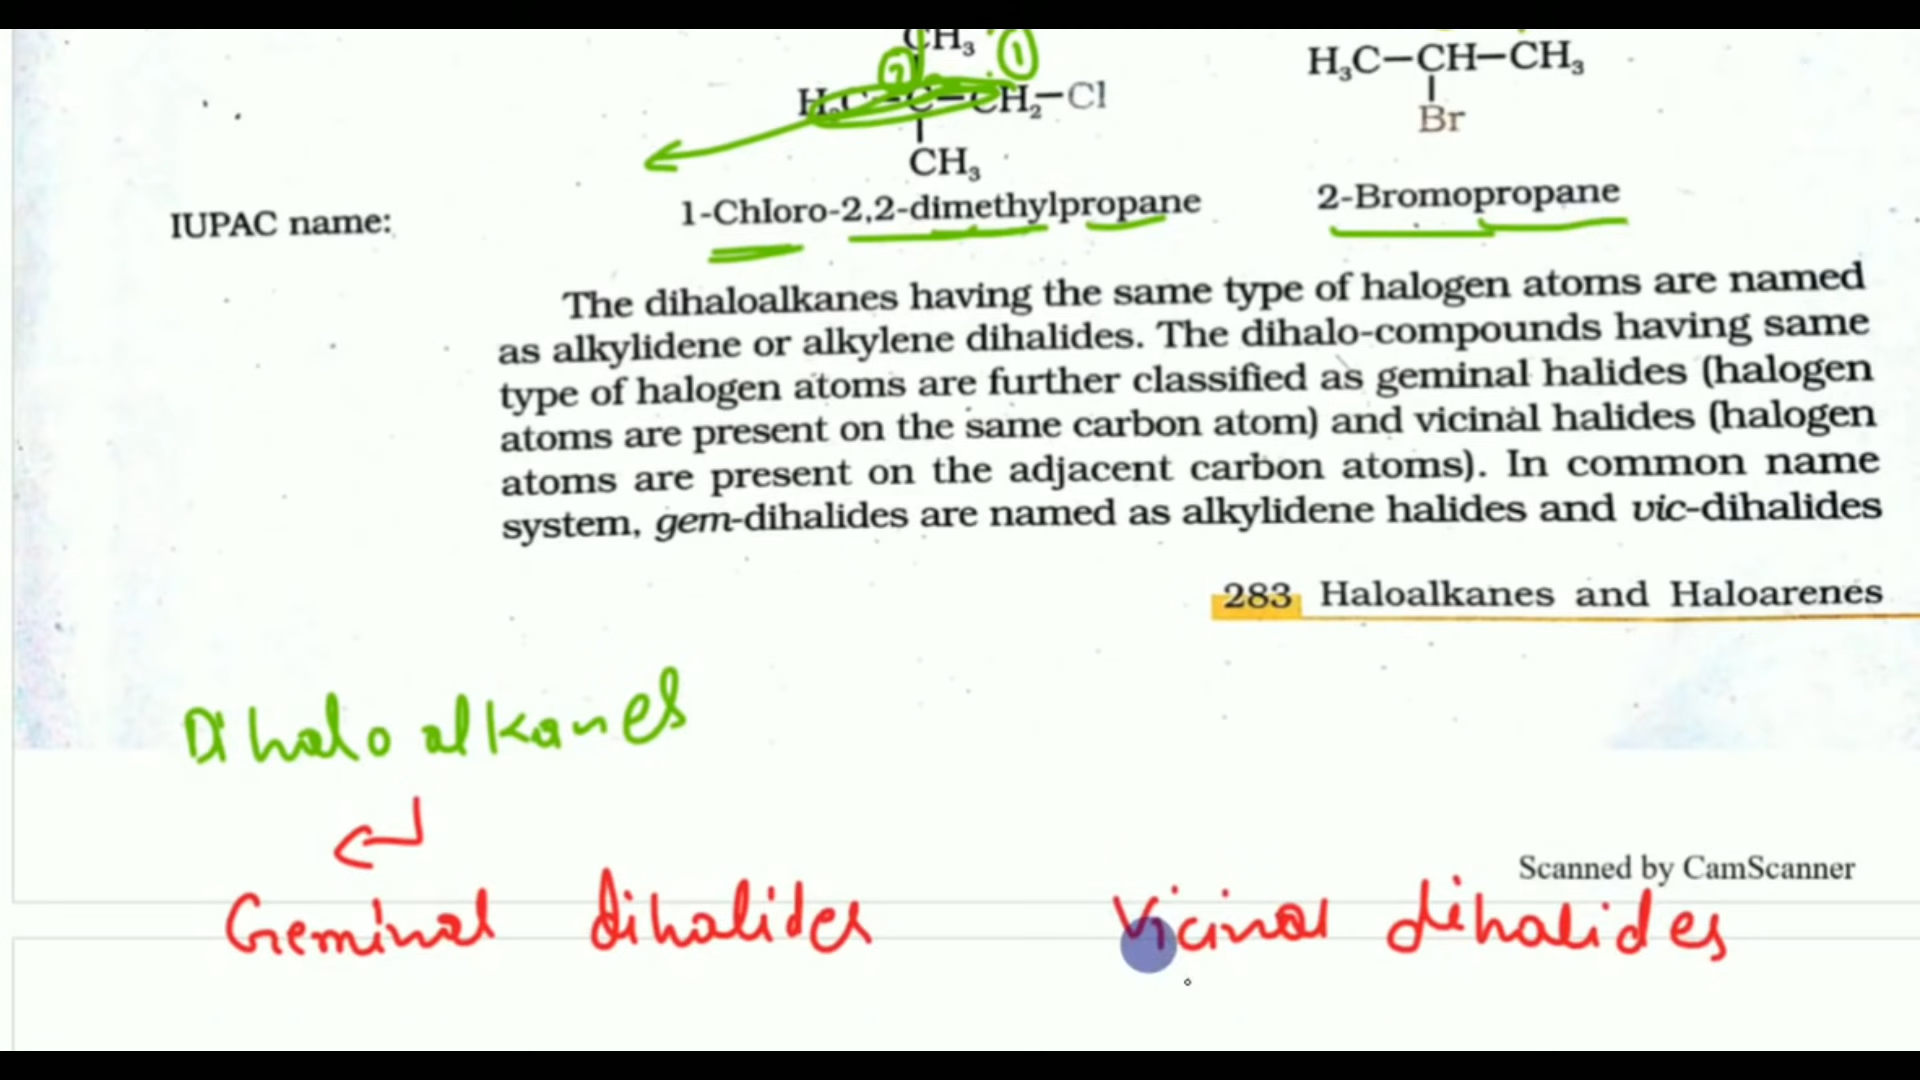 CH₃ ①
②
H₃C—C—CH₂—Cl H₃C—CH—CH₃
CH₃ Br
IUPAC name: 1-Chloro-2,2-dimethylpropane 2-Bromopropane
The dihaloalkanes having the same type of halogen atoms are named
as alkylidene or alkylene dihalides. The dihalo-compounds having same
type of halogen atoms are further classified as geminal halides (halogen
atoms are present on the same carbon atom) and vicinal halides (halogen
atoms are present on the adjacent carbon atoms). In common name
system, gem-dihalides are named as alkylidene halides and vic-dihalides
283 Haloalkanes and Haloarenes
Dihaloalkanes
Scanned by CamScanner
Geminal dihalides Vicinal dihalides